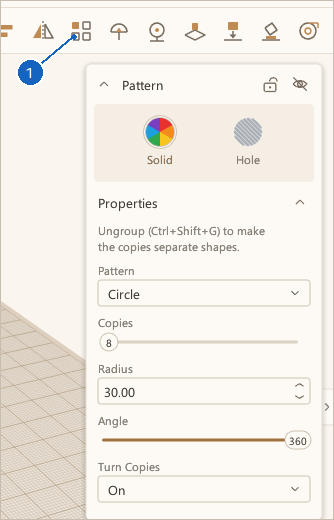 1
Pattern
Solid
Hole
Properties
Ungroup (Ctrl+Shift+G) to make
the copies separate shapes.
Pattern
Circle
Copies
8
Radius
30.00
Angle
360
Turn Copies
On